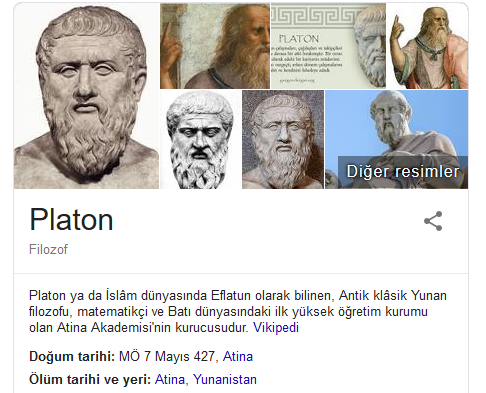 PLATON
Diğer resimler
Platon
Filozof
Platon ya da İslâm dünyasında Eflatun olarak bilinen, Antik klâsik Yunan
filozofu, matematikçi ve Batı dünyasındaki ilk yüksek öğretim kurumu
olan Atina Akademisi'nin kurucusudur. Vikipedi
Doğum tarihi: MÖ 7 Mayıs 427, Atina
Ölüm tarihi ve yeri: Atina, Yunanistan